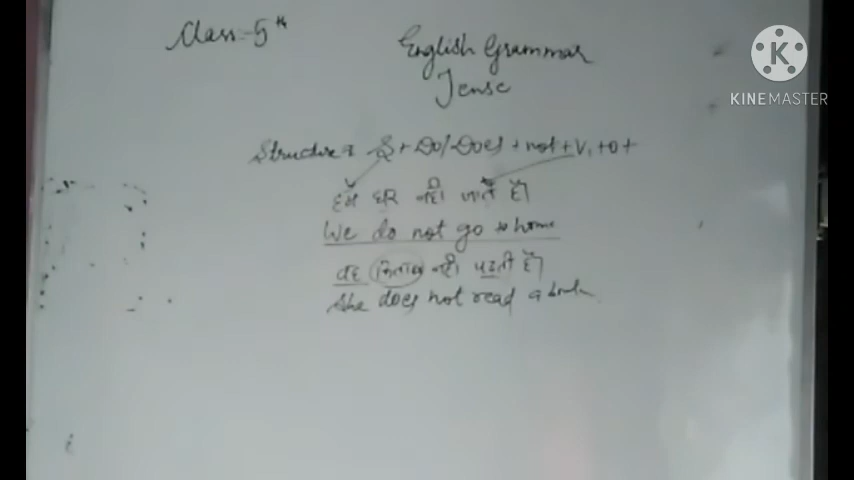 Class-5th
English Grammar
Tense
K
KINEMASTER
Structure: S+Do/Does+not+V1+O+
हम घर नही जाते है।
We do not go to home
वह किताब नही पढती है।
She does not read a book